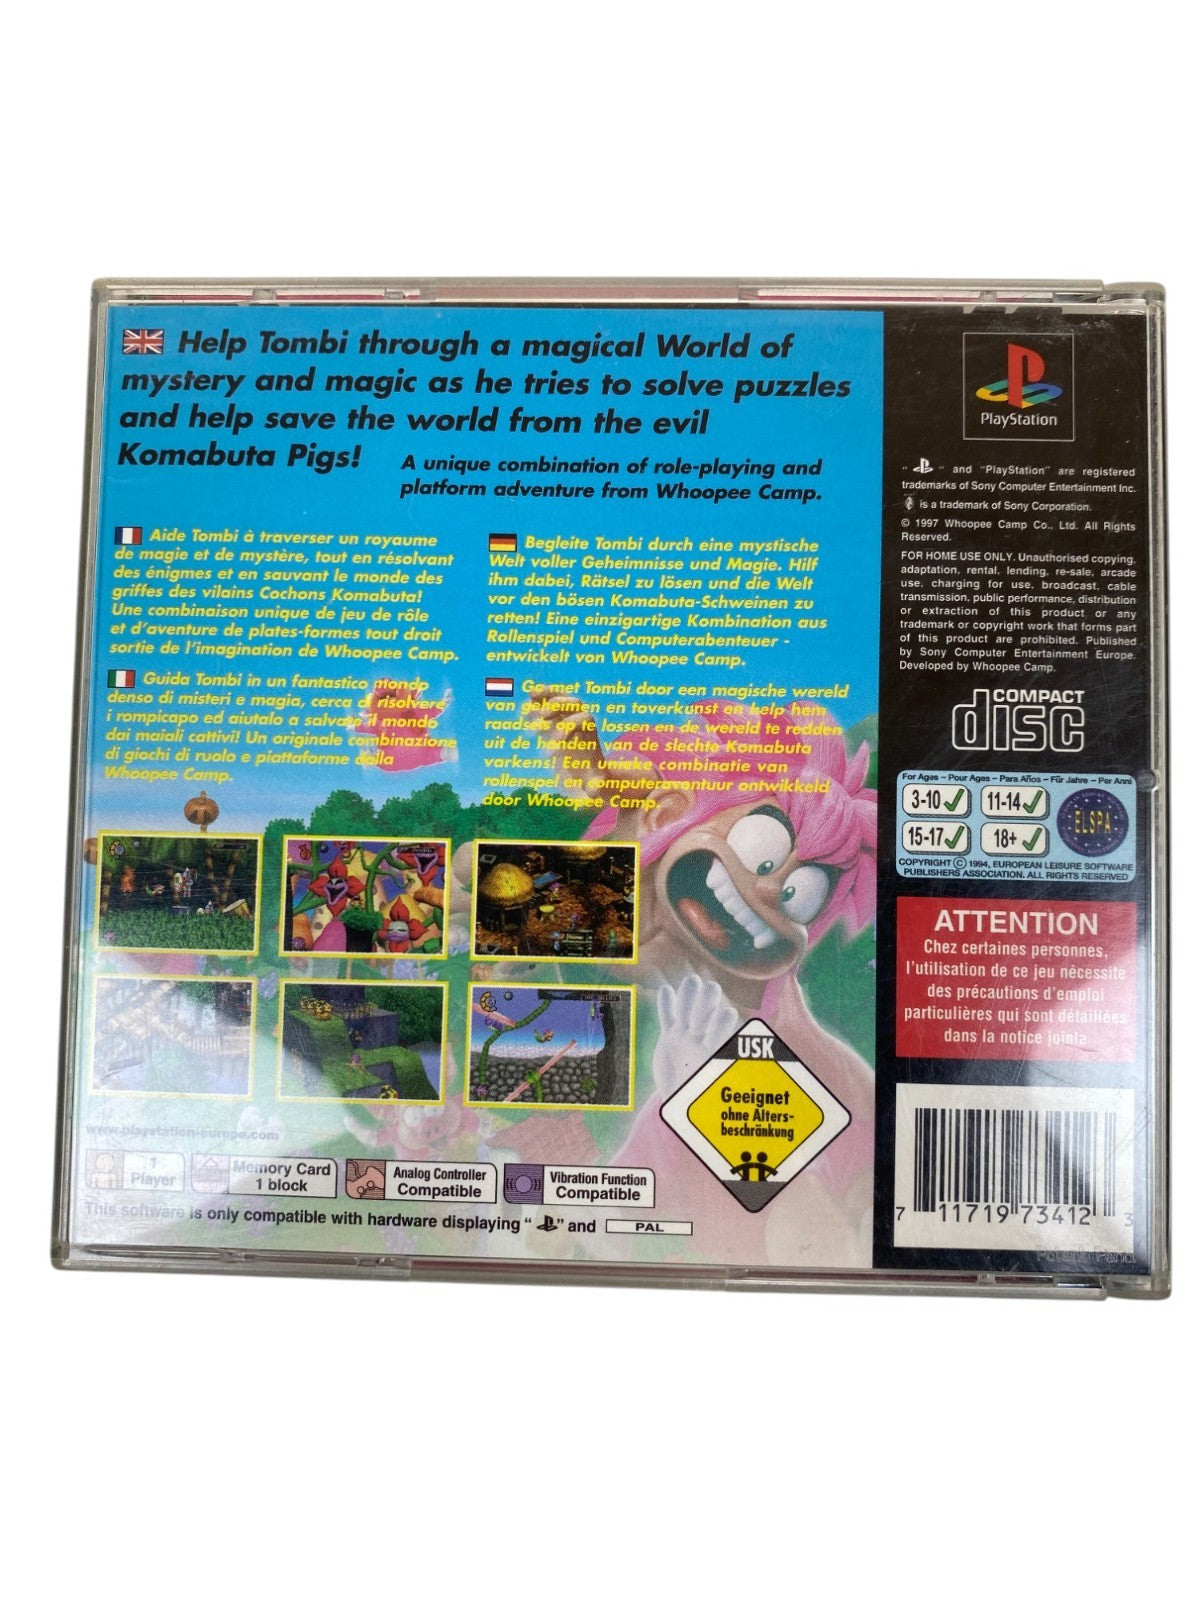 Help Tombi through a magical World of
mystery and magic as he tries to solve puzzles
and help save the world from the evil
Komabuta Pigs!
A unique combination of role-playing and
platform adventure from Whoopee Camp.
Aide Tombi à traverser un royaume
de magie et de mystère, tout en résolvant
des énigmes et en sauvant le monde des
griffes des vilains Cochons Komabuta!
Une combinaison unique de jeu de rôle
et d'aventure de plates-formes tout droit
sortie de l'imagination de Whoopee Camp.
Begleite Tombi durch eine mystische
Welt voller Geheimnisse und Magie. Hilf
ihm dabei, Rätsel zu lösen und die Welt
vor den bösen Komabuta-Schweinen zu
retten! Eine einzigartige Kombination aus
Rollenspiel und Computerabenteuer -
entwickelt von Whoopee Camp.
Guida Tombi in un fantastico mondo
denso di misteri e magia, cerca di risolvere
i rompicapo ed aiutalo a salvare il mondo
dai maiali cattivi! Un originale combinazione
di giochi di ruolo e piattaforme dalla
Whoopee Camp.
Ga met Tombi door een magische wereld
van geheimen en toverkunst en help hem
raadsels op te lossen en de wereld te redden
uit de handen van de slechte Komabuta
varkens! Een unieke combinatie van
rollenspel en computeravontuur ontwikkeld
door Whoopee Camp.
www.playstation-europe.com
1
Player
Memory Card
1 block
Analog Controller
Compatible
Vibration Function
Compatible
This software is only compatible with hardware displaying " " and PAL
USK
Geeignet
ohne Alters-
beschränkung
PlayStation
" " and "PlayStation" are registered
trademarks of Sony Computer Entertainment Inc.
is a trademark of Sony Corporation.
© 1997 Whoopee Camp Co., Ltd. All Rights
Reserved.
FOR HOME USE ONLY. Unauthorised copying,
adaptation, rental, lending, re-sale, arcade
use, charging for use, broadcast, cable
transmission, public performance, distribution
or extraction of this product or any
trademark or copyright work that forms part
of this product are prohibited. Published
by Sony Computer Entertainment Europe.
Developed by Whoopee Camp.
COMPACT
disc
For Ages – Pour Ages – Para Años – Für Jahre – Per Anni
3-10 11-14
15-17 18+
ELSPA
COPYRIGHT © 1994, EUROPEAN LEISURE SOFTWARE
PUBLISHERS ASSOCIATION. ALL RIGHTS RESERVED
ATTENTION
Chez certaines personnes,
l'utilisation de ce jeu nécessite
des précautions d'emploi
particulières qui sont détaillées
dans la notice jointe
7 11719 73412 3